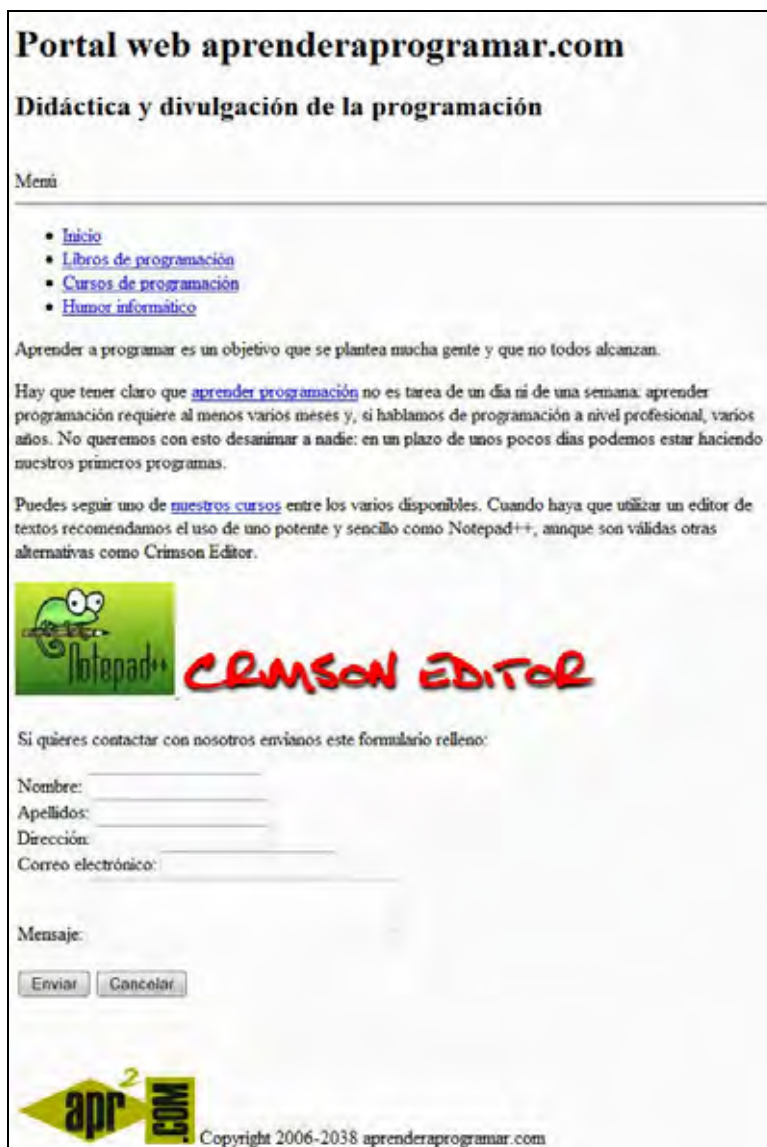 Portal web aprenderaprogramar.com
Didáctica y divulgación de la programación
Menú
Inicio
Libros de programación
Cursos de programación
Humor informático
Aprender a programar es un objetivo que se plantea mucha gente y que no todos alcanzan.
Hay que tener claro que aprender programación no es tarea de un día ni de una semana: aprender
programación requiere al menos varios meses y, si hablamos de programación a nivel profesional, varios
años. No queremos con esto desanimar a nadie: en un plazo de unos pocos días podemos estar haciendo
nuestros primeros programas.
Puedes seguir uno de nuestros cursos entre los varios disponibles. Cuando haya que utilizar un editor de
textos recomendamos el uso de uno potente y sencillo como Notepad++, aunque son válidas otras
alternativas como Crimson Editor.
Notepad++ CRIMSON EDITOR
Si quieres contactar con nosotros envíanos este formulario relleno:
Nombre:
Apellidos:
Dirección:
Correo electrónico:
Mensaje:
Enviar Cancelar
apr2.COM
Copyright 2006-2038 aprenderaprogramar.com